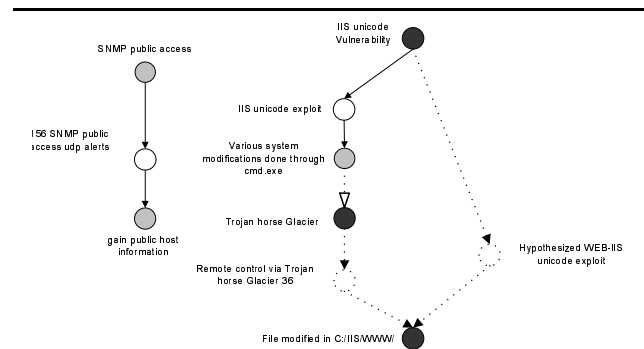 SNMP public access
156 SNMP public
access udp alerts
gain public host
information
IIS unicode
Vulnerability
IIS unicode exploit
Various system
modifications done through
cmd.exe
Trojan horse Glacier
Remote control via Trojan
horse Glacier 36
Hypothesized WEB-IIS
unicode exploit
File modified in C:/IIS/WWW/